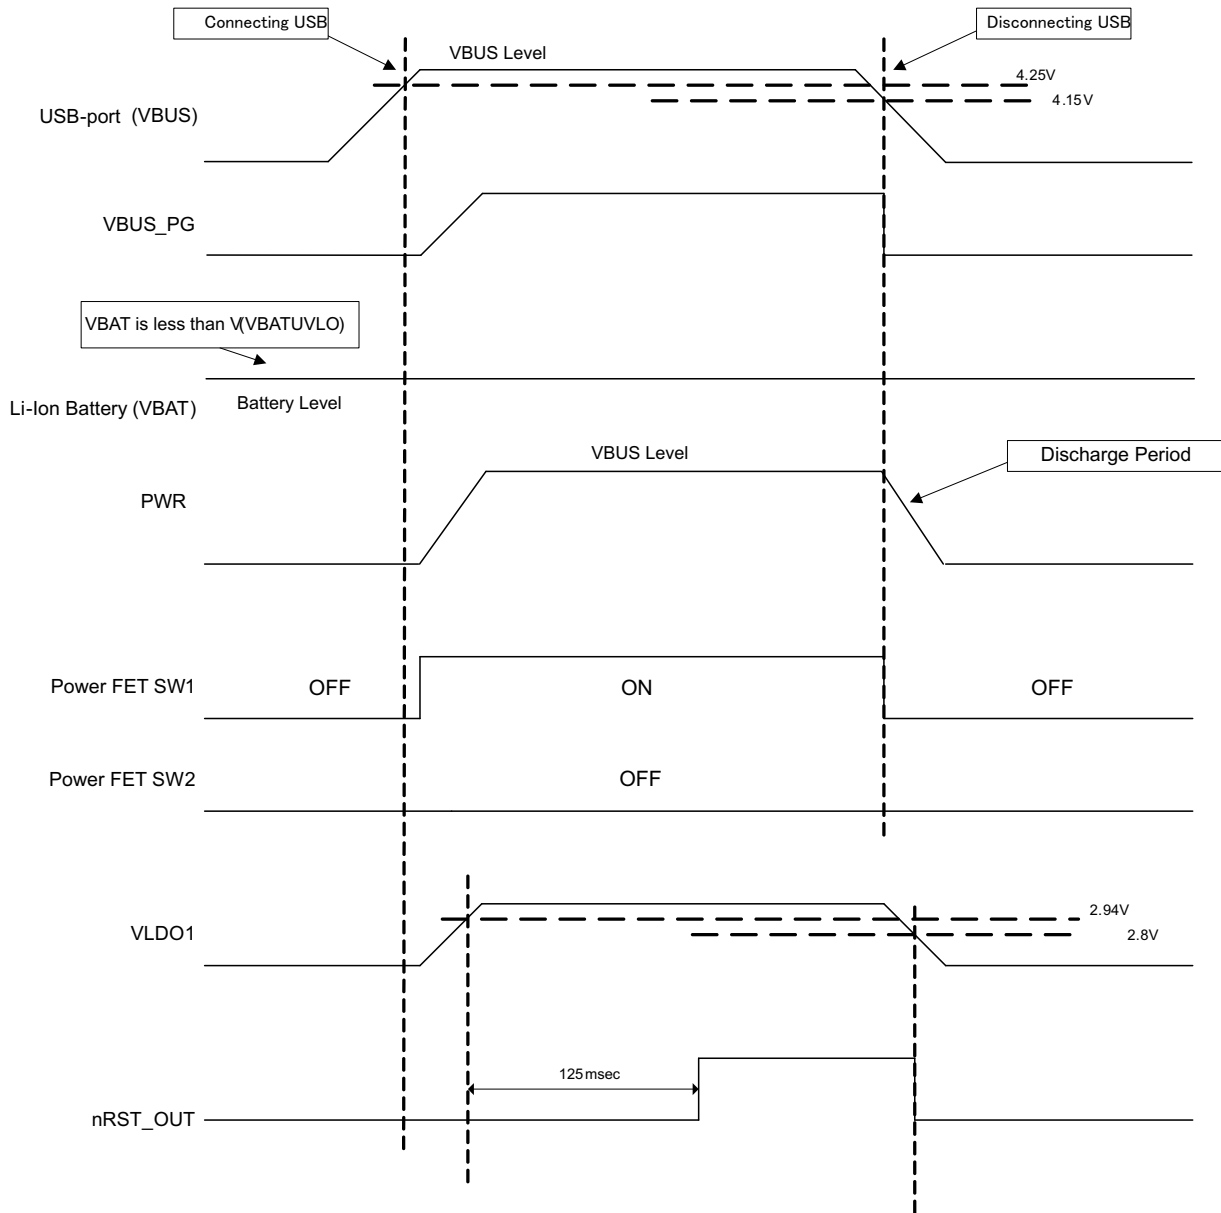 Connecting USB
Disconnecting USB
VBUS Level
4.25V
4.15V
USB-port (VBUS)
VBUS_PG
VBAT is less than V(VBATUVLO)
Li-Ion Battery (VBAT)
Battery Level
VBUS Level
Discharge Period
PWR
Power FET SW1
OFF
ON
OFF
Power FET SW2
OFF
2.94V
VLDO1
2.8V
125msec
nRST_OUT